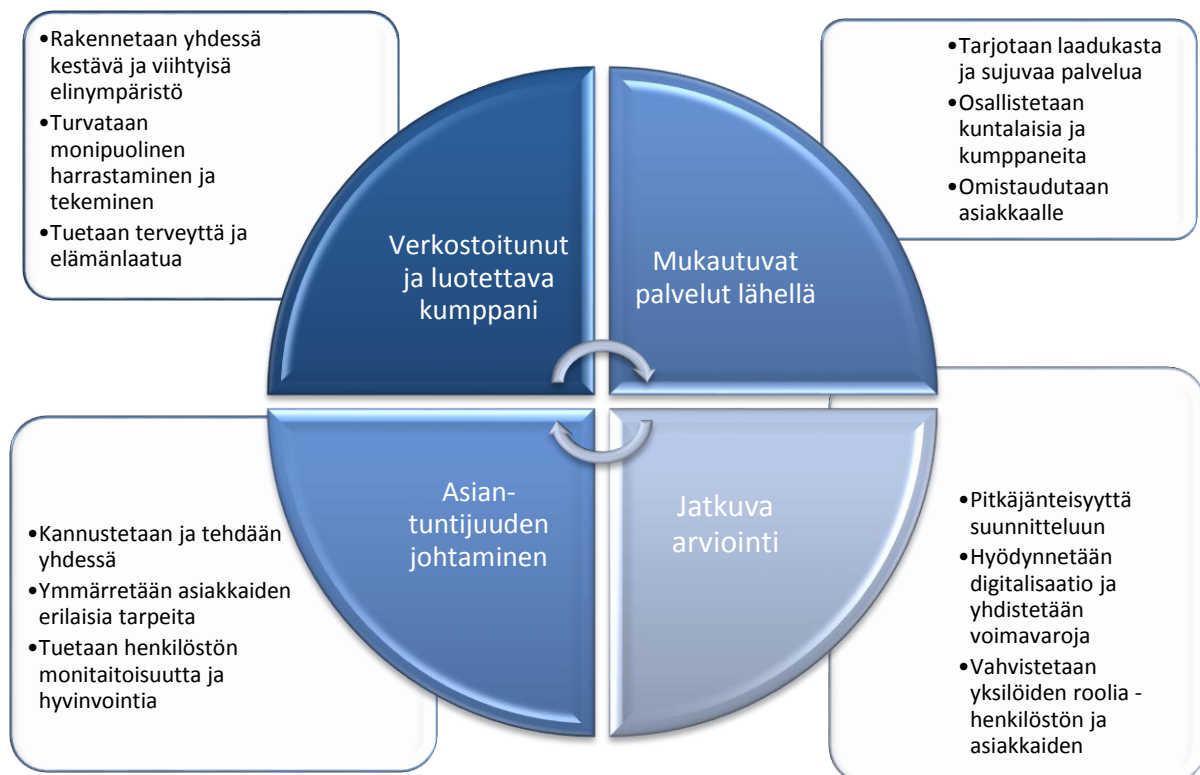 •Rakennetaan yhdessä
kestävä ja viihtyisä
elinympäristö
•Turvataan
monipuolinen
harrastaminen ja
tekeminen
•Tuetaan terveyttä ja
elämänlaatua
•Tarjotaan laadukasta
ja sujuvaa palvelua
•Osallistetaan
kuntalaisia ja
kumppaneita
•Omistaudutaan
asiakkaalle
Verkostoitunut
ja luotettava
kumppani
Mukautuvat
palvelut lähellä
Asian-
tuntijuuden
johtaminen
Jatkuva
arviointi
•Kannustetaan ja tehdään
yhdessä
•Ymmärretään asiakkaiden
erilaisia tarpeita
•Tuetaan henkilöstön
monitaitoisuutta ja
hyvinvointia
•Pitkäjänteisyyttä
suunnitteluun
•Hyödynnetään
digitalisaatio ja
yhdistetään
voimavaroja
•Vahvistetaan
yksilöiden roolia -
henkilöstön ja
asiakkaiden